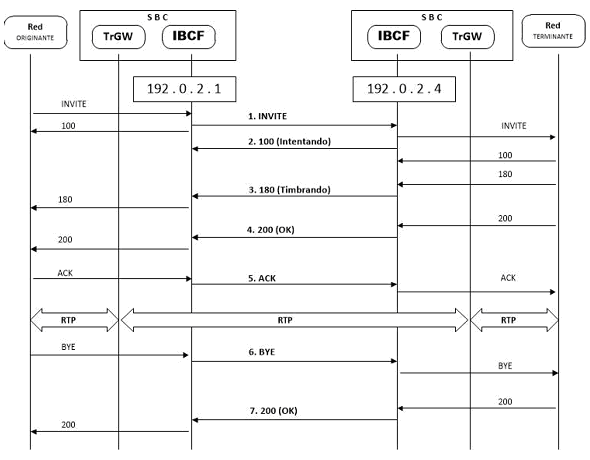 Red
ORIGINANTE
S B C
TrGW
IBCF
S B C
IBCF
TrGW
Red
TERMINANTE
192.0.2.1
192.0.2.4
INVITE
1. INVITE
100
INVITE
2. 100 (Intentando)
100
180
3. 180 (Timbrando)
180
200
4. 200 (OK)
200
ACK
5. ACK
ACK
RTP
RTP
RTP
BYE
6. BYE
BYE
200
7. 200 (OK)
200